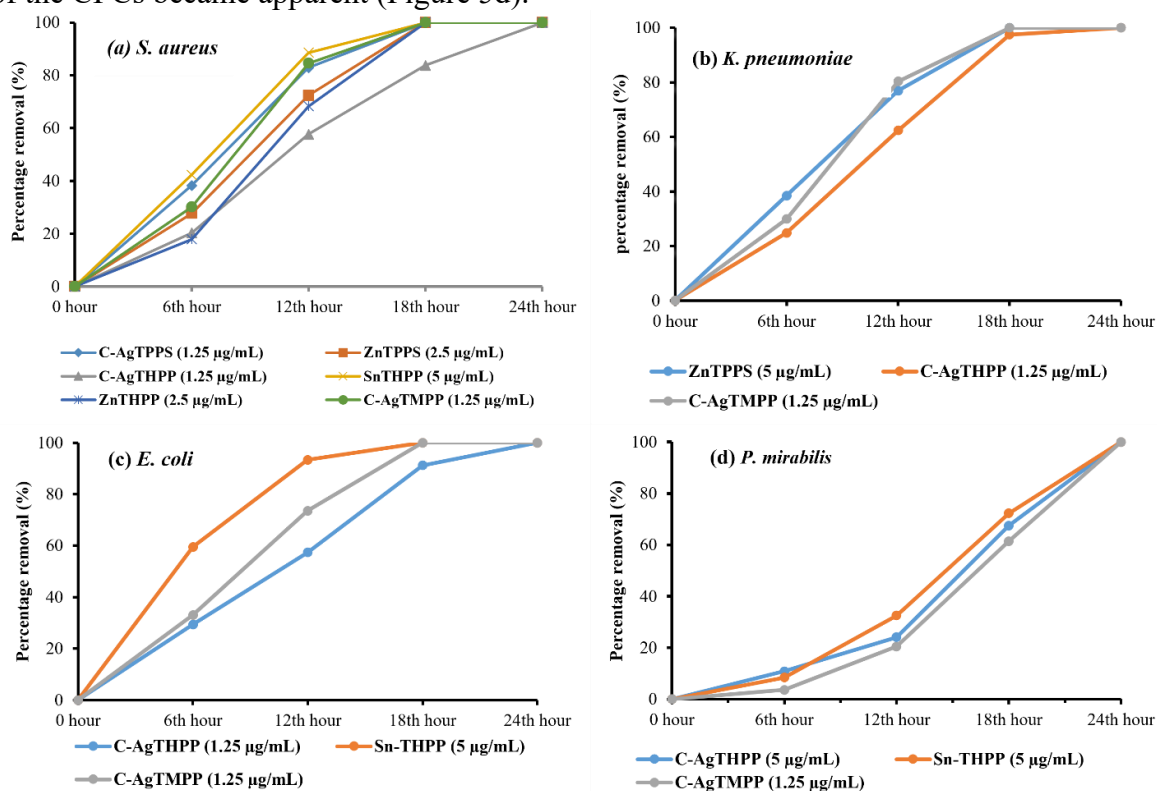 of the CPCs became apparent (Figure 3d).
(a) S. aureus
Percentage removal (%)
100
80
60
40
20
0
0 hour 6th hour 12th hour 18th hour 24th hour
C-AgTPPS (1.25 µg/mL) ZnTPPS (2.5 µg/mL)
C-AgTHPP (1.25 µg/mL) SnTHPP (5 µg/mL)
ZnTHPP (2.5 µg/mL) C-AgTMPP (1.25 µg/mL)
(b) K. pneumoniae
percentage removal (%)
100
80
60
40
20
0
0 hour 6th hour 12th hour 18th hour 24th hour
ZnTPPS (5 µg/mL) C-AgTHPP (1.25 µg/mL)
C-AgTMPP (1.25 µg/mL)
(c) E. coli
Percentage removal (%)
100
80
60
40
20
0
0 hour 6th hour 12th hour 18th hour 24th hour
C-AgTHPP (1.25 µg/mL) Sn-THPP (5 µg/mL)
C-AgTMPP (1.25 µg/mL)
(d) P. mirabilis
Percentage removal (%)
100
80
60
40
20
0
0 hour 6th hour 12th hour 18th hour 24th hour
C-AgTHPP (5 µg/mL) Sn-THPP (5 µg/mL)
C-AgTMPP (1.25 µg/mL)